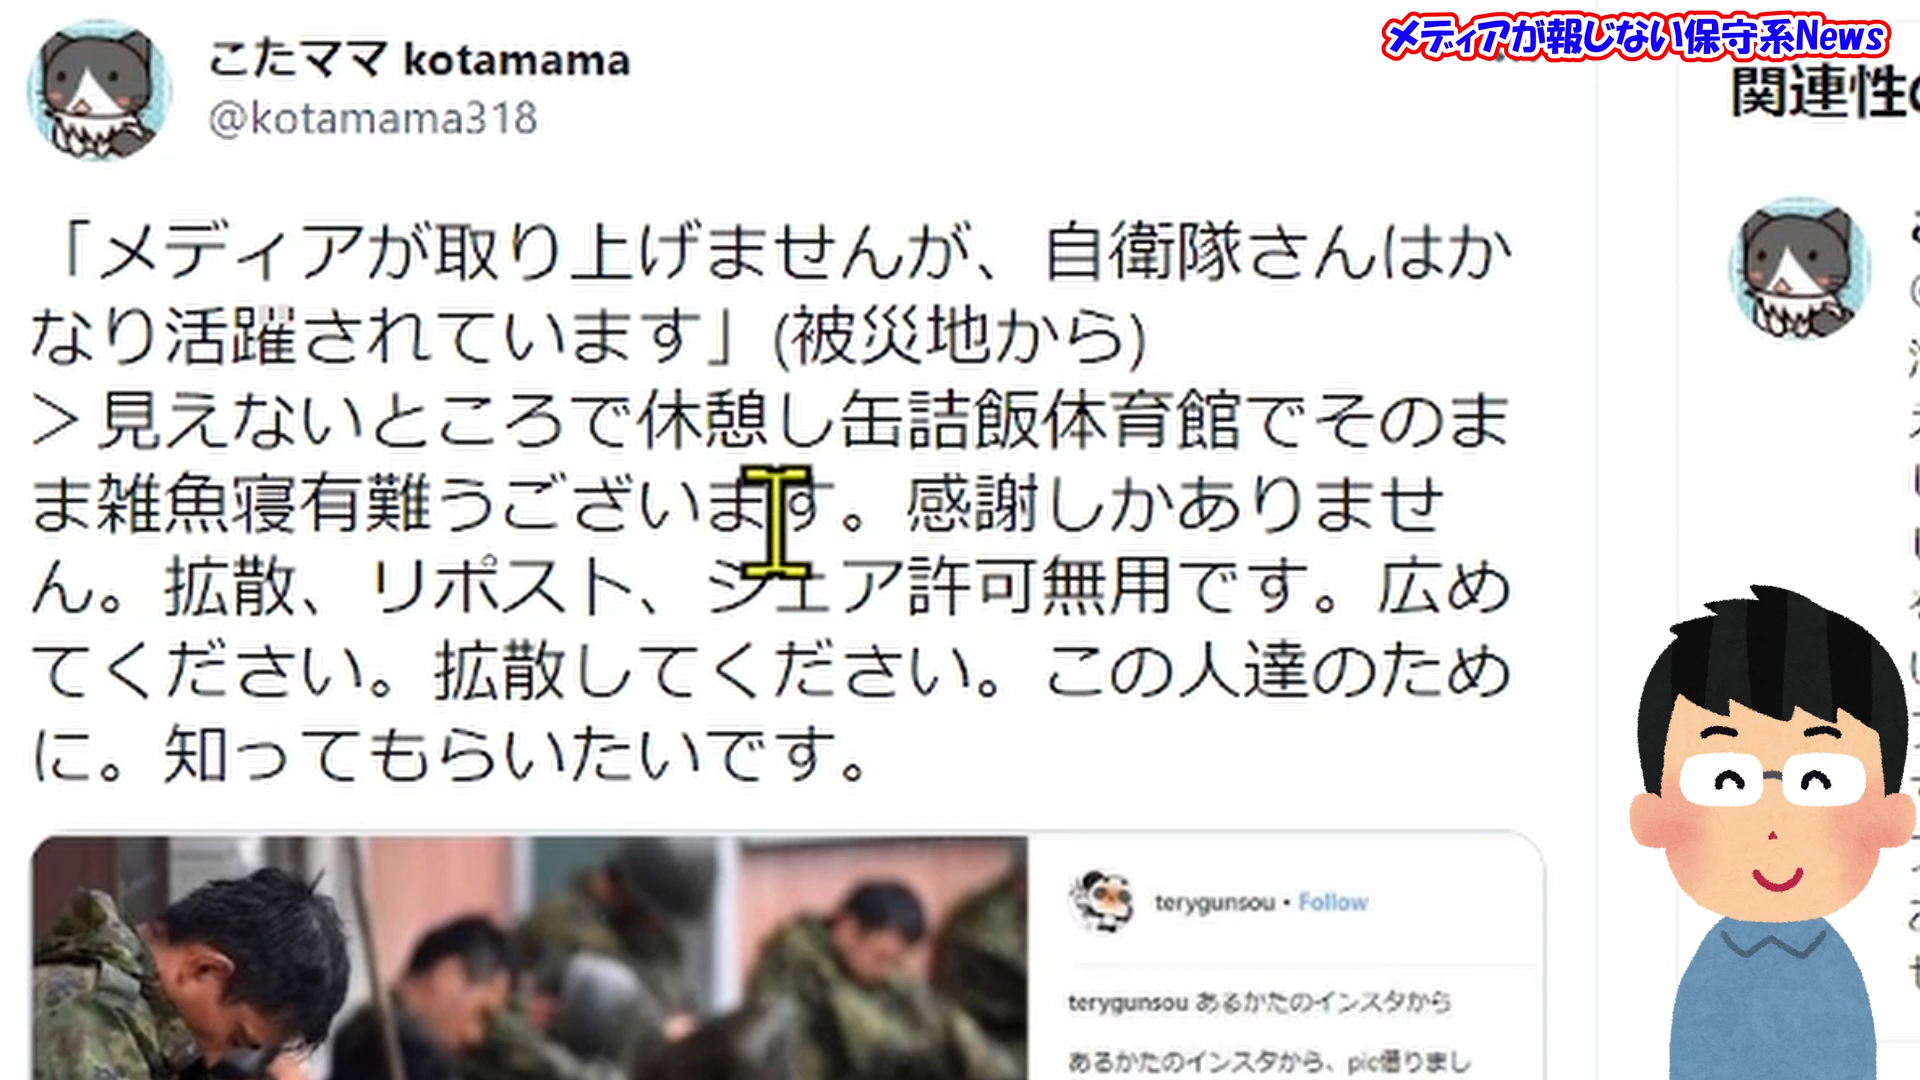 メディアが報じない保守系News
こたママ kotamama
@kotamama318
「メディアが取り上げませんが、自衛隊さんはか
なり活躍されています」(被災地から)
＞見えないところで休憩し缶詰飯体育館でそのま
ま雑魚寝有難うございます。感謝しかありませ
ん。拡散、リポスト、シェア許可無用です。広め
てください。拡散してください。この人達のため
に。知ってもらいたいです。
terygunsou • Follow
terygunsou あるかたのインスタから
あるかたのインスタから、pic借りまし
関連性